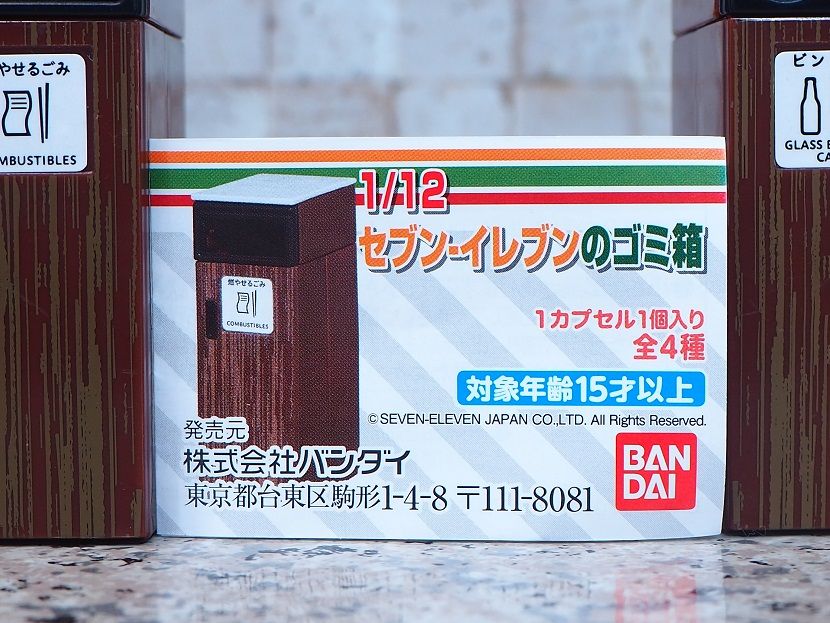 やせるごみ
OMBUSTIBLES
ビン
GLASS
CA
1/12
セブン-イレブンのゴミ箱
燃やせるごみ
COMBUSTIBLES
1カプセル1個入り
全4種
対象年齢15才以上
©SEVEN-ELEVEN JAPAN CO.,LTD. All Rights Reserved.
発売元
株式会社バンダイ
東京都台東区駒形1-4-8 〒111-8081
BAN
DAI